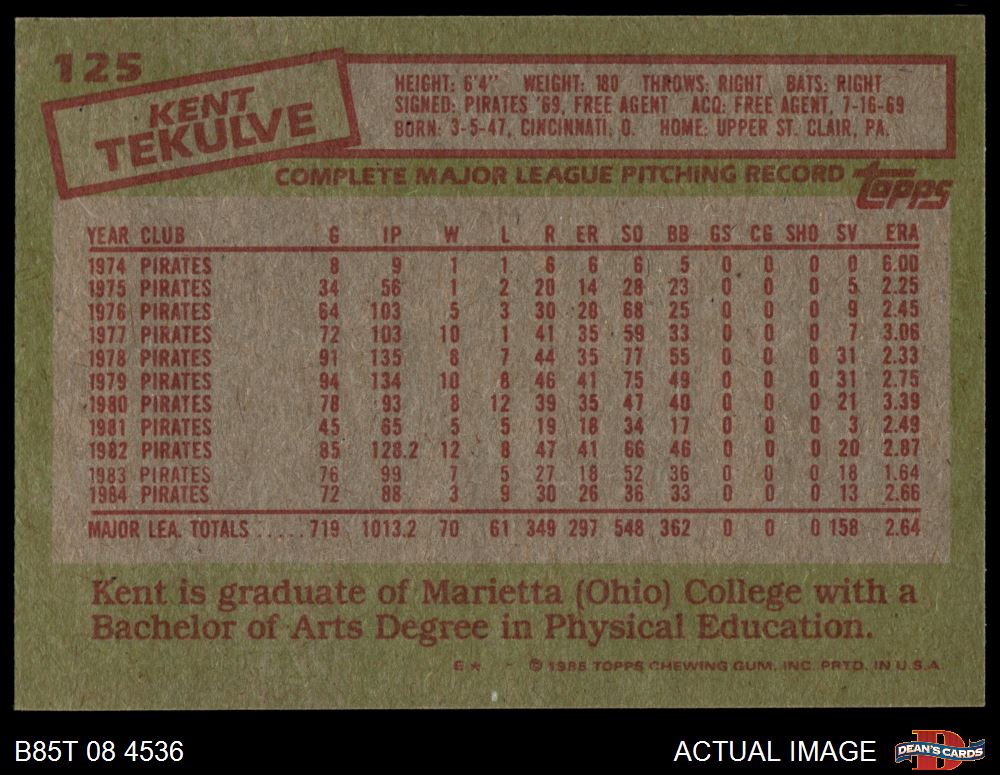 125
KENT
TEKULVE
HEIGHT: 6'4" WEIGHT: 180 THROWS: RIGHT BATS: RIGHT
SIGNED: PIRATES '69, FREE AGENT ACQ: FREE AGENT, 7-16-69
BORN: 3-5-47, CINCINNATI, O. HOME: UPPER ST. CLAIR, PA.
COMPLETE MAJOR LEAGUE PITCHING RECORD topps
YEAR CLUB G IP W L R ER SO BB GS CG SHO SV ERA
1974 PIRATES 8 9 1 1 6 6 6 5 0 0 0 0 6.00
1975 PIRATES 34 56 1 2 20 14 28 23 0 0 0 5 2.25
1976 PIRATES 64 103 5 3 30 28 68 25 0 0 0 9 2.45
1977 PIRATES 72 103 10 1 41 35 59 33 0 0 0 7 3.06
1978 PIRATES 91 135 8 7 44 35 77 55 0 0 0 31 2.33
1979 PIRATES 94 134 10 8 46 41 75 49 0 0 0 31 2.75
1980 PIRATES 78 93 8 12 39 35 47 40 0 0 0 21 3.39
1981 PIRATES 45 65 5 5 19 18 34 17 0 0 0 3 2.49
1982 PIRATES 85 128.2 12 8 47 41 66 46 0 0 0 20 2.87
1983 PIRATES 76 99 7 5 27 18 52 36 0 0 0 18 1.64
1984 PIRATES 72 88 3 9 30 26 36 33 0 0 0 13 2.66
MAJOR LEA. TOTALS .....719 1013.2 70 61 349 297 548 362 0 0 0 158 2.64
Kent is graduate of Marietta (Ohio) College with a
Bachelor of Arts Degree in Physical Education.
6★ © 1985 TOPPS CHEWING GUM, INC. PRTD. IN U.S.A.
B85T 08 4536 ACTUAL IMAGE DEAN'S CARDS